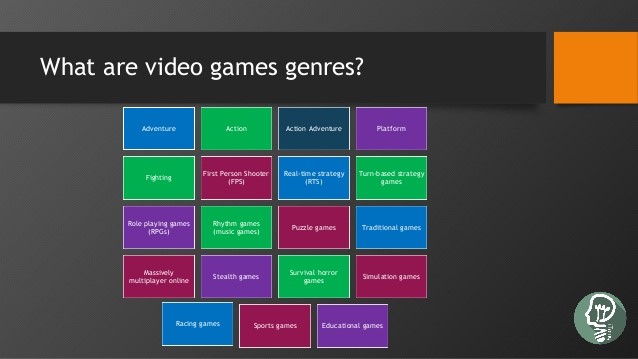 What are video games genres?
Adventure
Action
Action Adventure
Platform
Fighting
First Person Shooter
(FPS)
Real-time strategy
(RTS)
Turn-based strategy
games
Role playing games
(RPGs)
Rhythm games
(music games)
Puzzle games
Traditional games
Massively
multiplayer online
Stealth games
Survival horror
games
Simulation games
Racing games
Sports games
Educational games